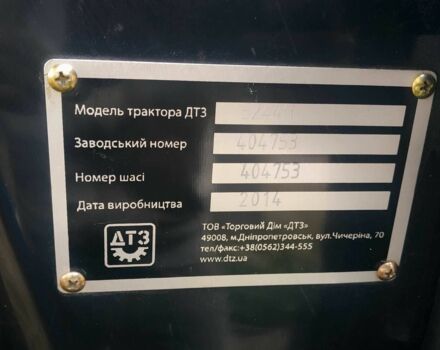 Модель трактора ДТЗ
Заводський номер 404753
Номер шасі 404753
Дата виробництва 2014
ДТЗ
ТОВ «Торговий Дім «ДТЗ»
49008, м.Дніпропетровськ, вул.Чичеріна, 70
тел/факс:+38(0562)344-555
www.dtz.ua